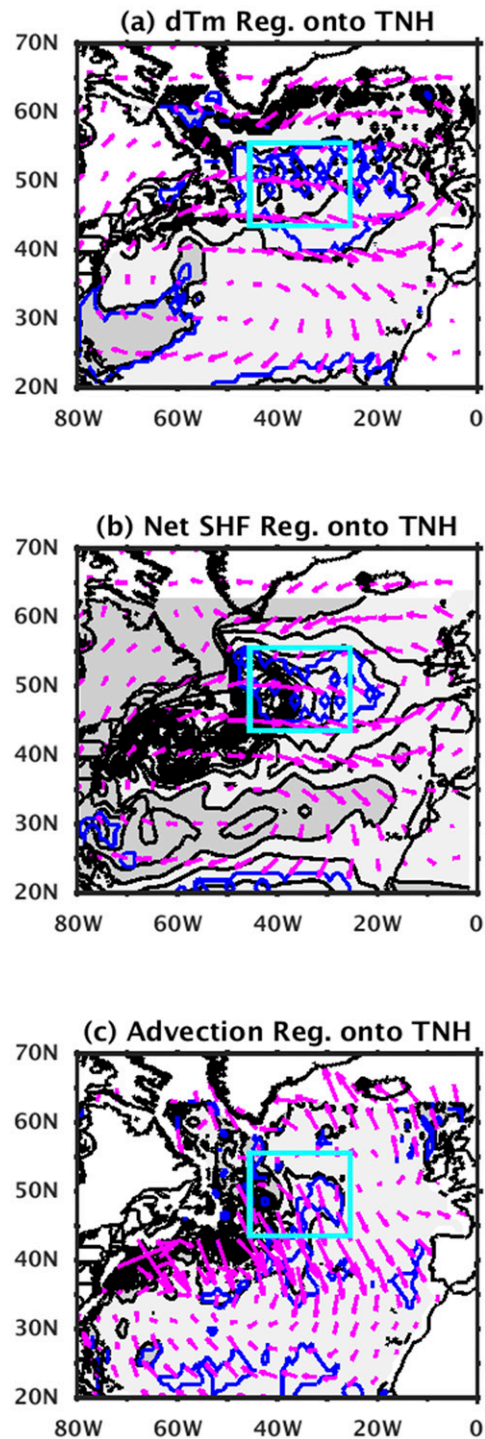 (a) dTm Reg. onto TNH
70N
60N
50N
40N
30N
20N
80W 60W 40W 20W 0
(b) Net SHF Reg. onto TNH
70N
60N
50N
40N
30N
20N
80W 60W 40W 20W 0
(c) Advection Reg. onto TNH
70N
60N
50N
40N
30N
20N
80W 60W 40W 20W 0